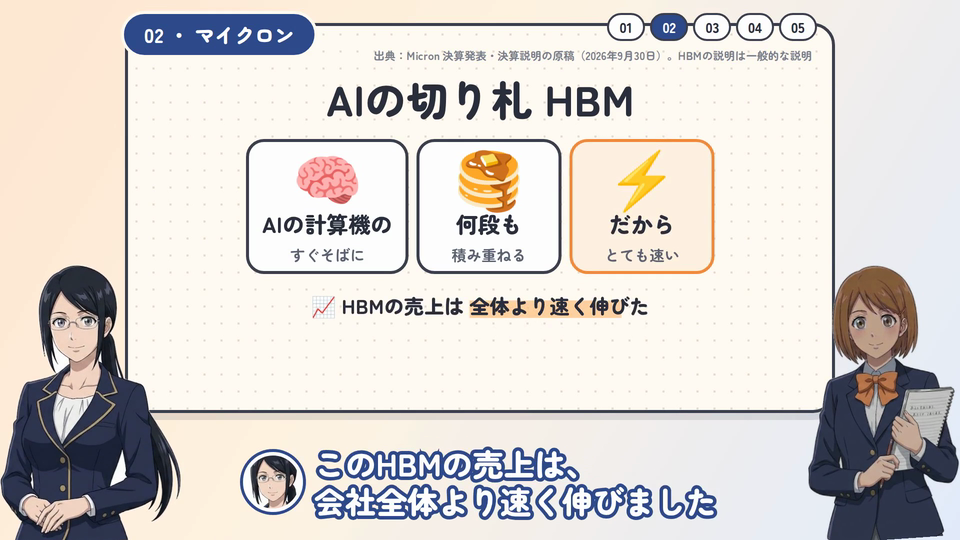 02 ・ マイクロン
01 02 03 04 05
出典：Micron 決算発表・決算説明の原稿（2026年9月30日）。HBMの説明は一般的な説明
AIの切り札 HBM
AIの計算機の
すぐそばに
何段も
積み重ねる
だから
とても速い
HBMの売上は 全体より速く伸びた
このHBMの売上は、
会社全体より速く伸びました